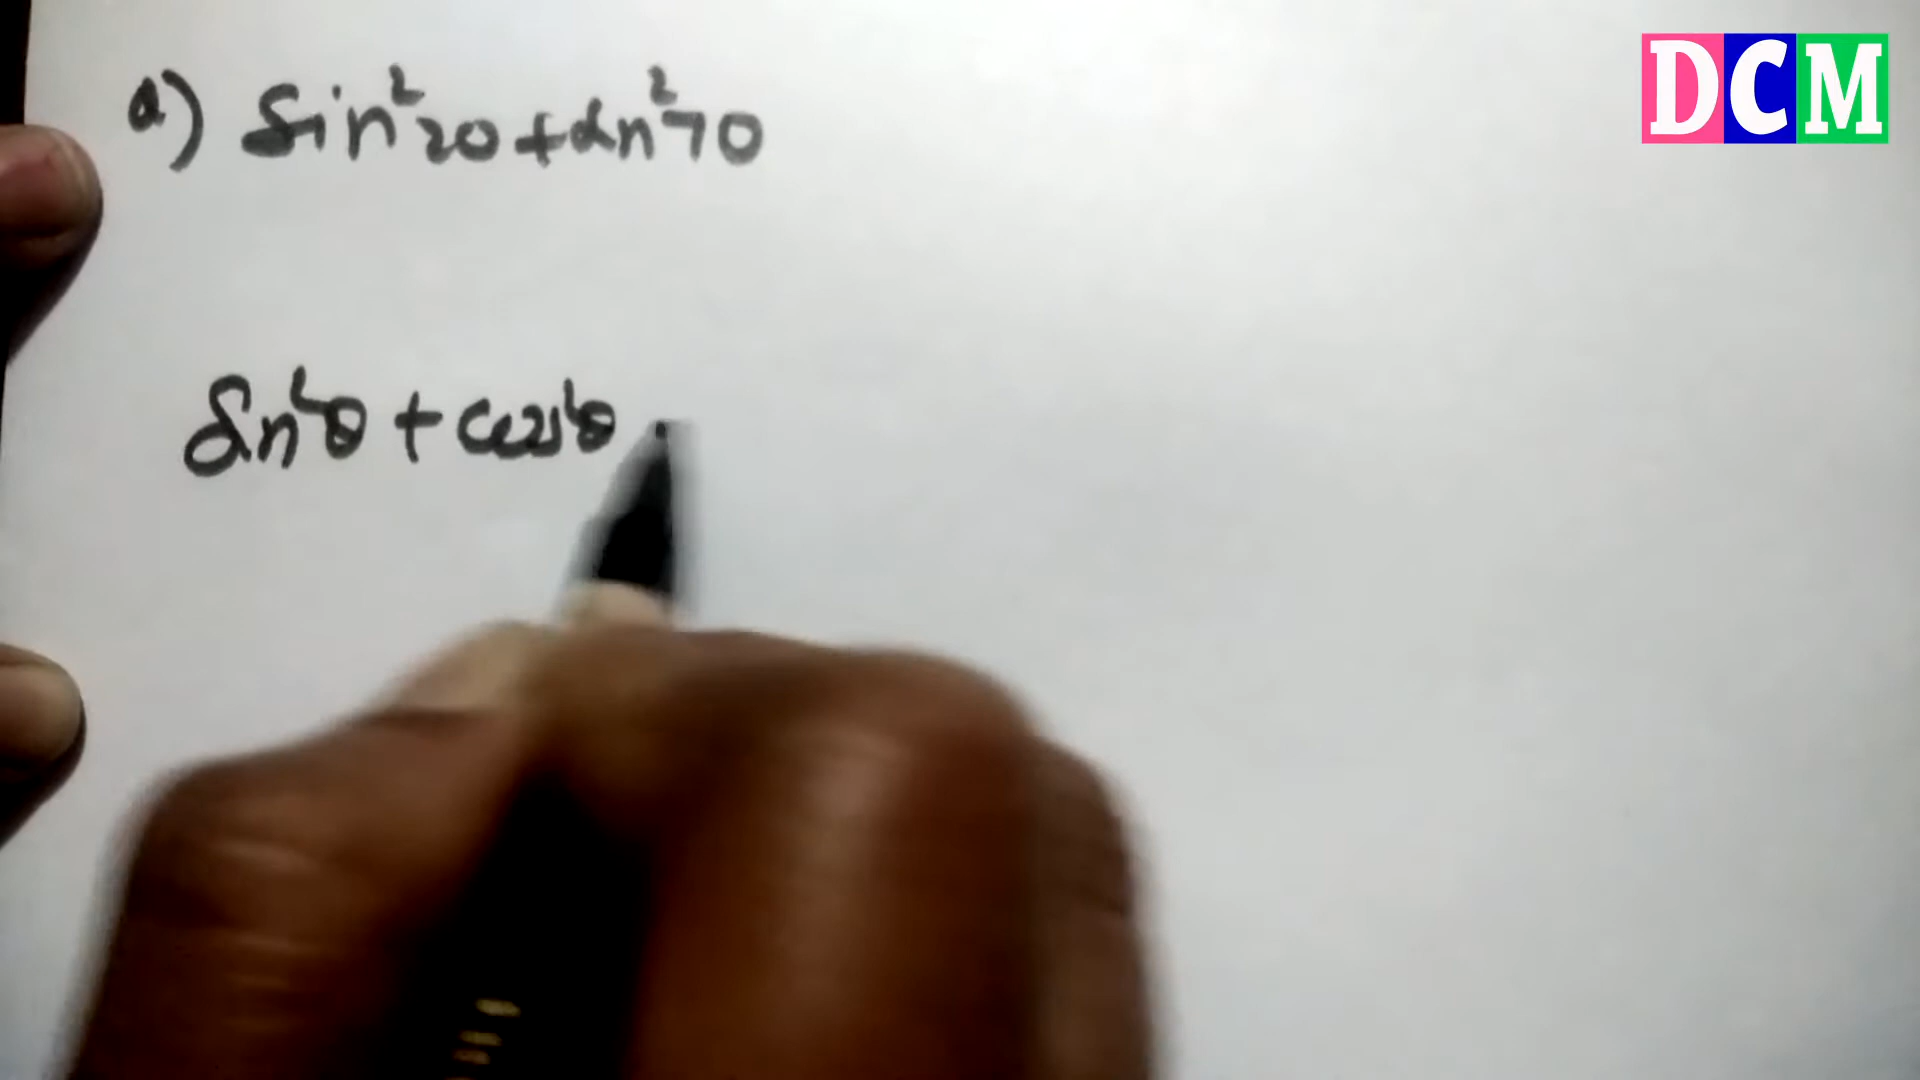 DCM
a) Sin²20 + sin²70
sin²θ + cos²θ